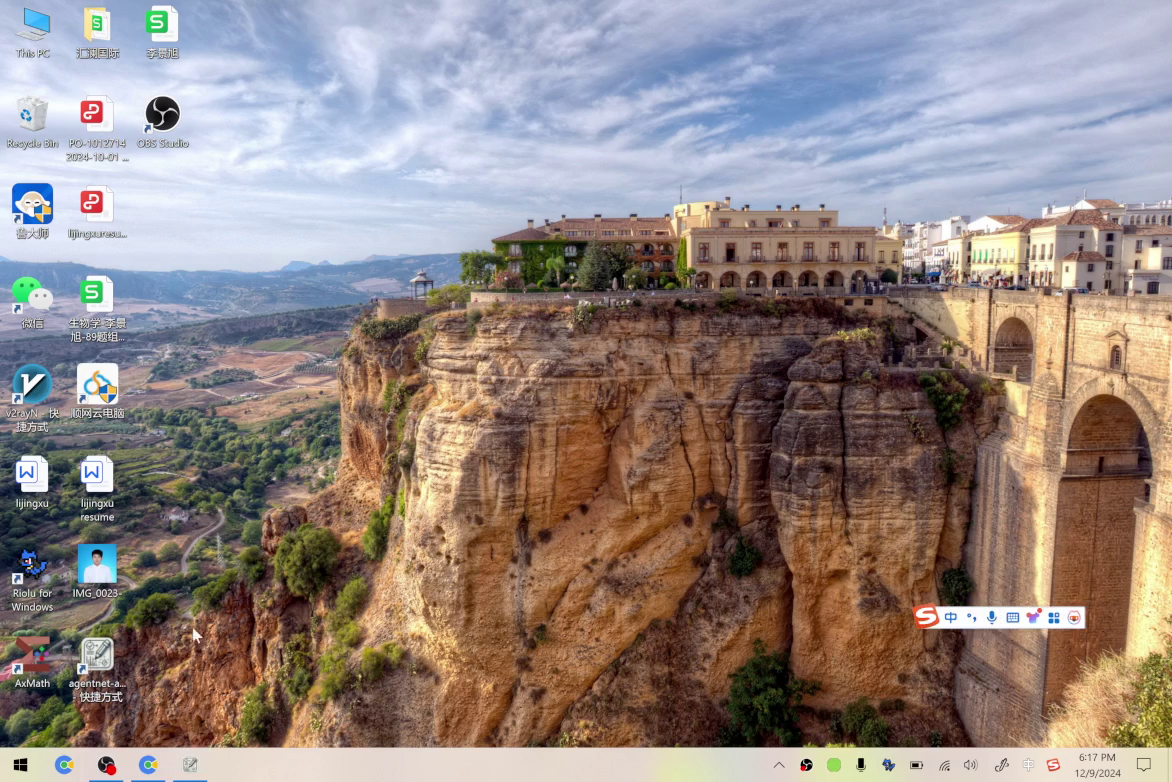 This PC
汇澜国际
李景旭
Recycle Bin
PO-1012714
2024-10-01 ...
OBS Studio
鲁大师
lijingxuresu...
微信
生物学-李景
旭-89题组...
v2rayN - 快
捷方式
顺网云电脑
lijingxu
lijingxu
resume
Riolu for
Windows
IMG_0023-
AxMath
agentnet-a...
- 快捷方式
中
中
6:17 PM
12/9/2024